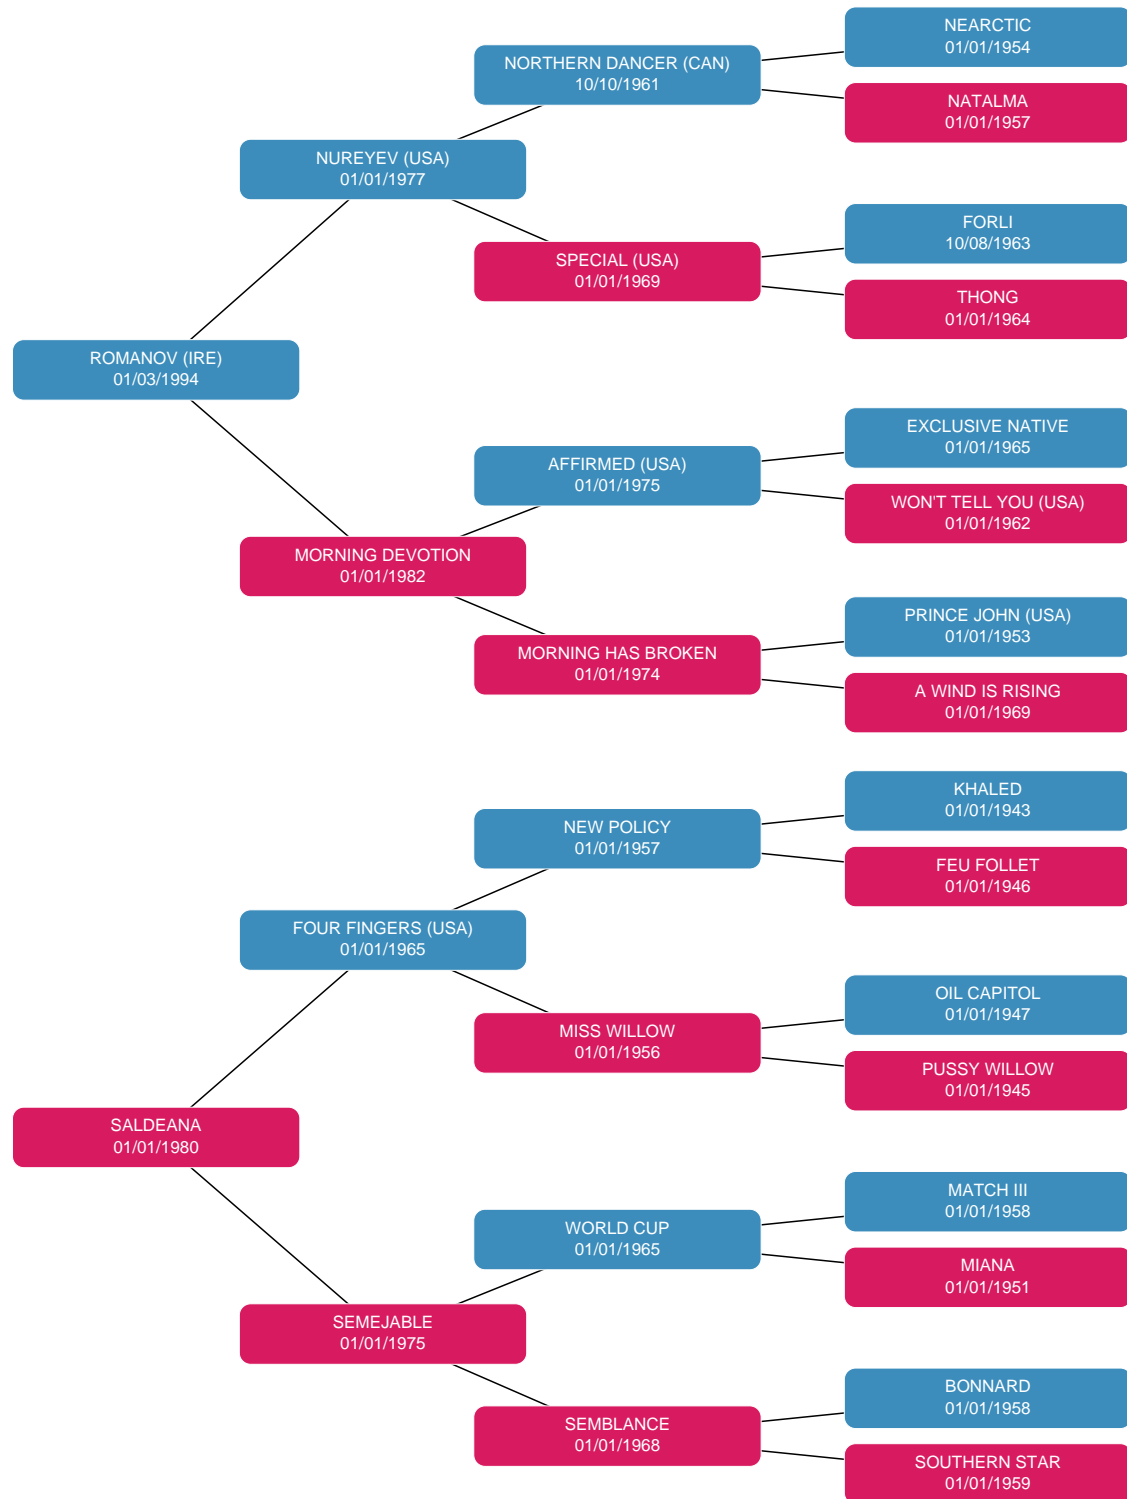 NEARCTIC
01/01/1954
NORTHERN DANCER (CAN)
10/10/1961
NATALMA
01/01/1957
NUREYEV (USA)
01/01/1977
FORLI
10/08/1963
SPECIAL (USA)
01/01/1969
THONG
01/01/1964
ROMANOV (IRE)
01/03/1994
EXCLUSIVE NATIVE
01/01/1965
AFFIRMED (USA)
01/01/1975
WON'T TELL YOU (USA)
01/01/1962
MORNING DEVOTION
01/01/1982
PRINCE JOHN (USA)
01/01/1953
MORNING HAS BROKEN
01/01/1974
A WIND IS RISING
01/01/1969
KHALED
01/01/1943
NEW POLICY
01/01/1957
FEU FOLLET
01/01/1946
FOUR FINGERS (USA)
01/01/1965
OIL CAPITOL
01/01/1947
MISS WILLOW
01/01/1956
PUSSY WILLOW
01/01/1945
SALDEANA
01/01/1980
MATCH III
01/01/1958
WORLD CUP
01/01/1965
MIANA
01/01/1951
SEMEJABLE
01/01/1975
BONNARD
01/01/1958
SEMBLANCE
01/01/1968
SOUTHERN STAR
01/01/1959